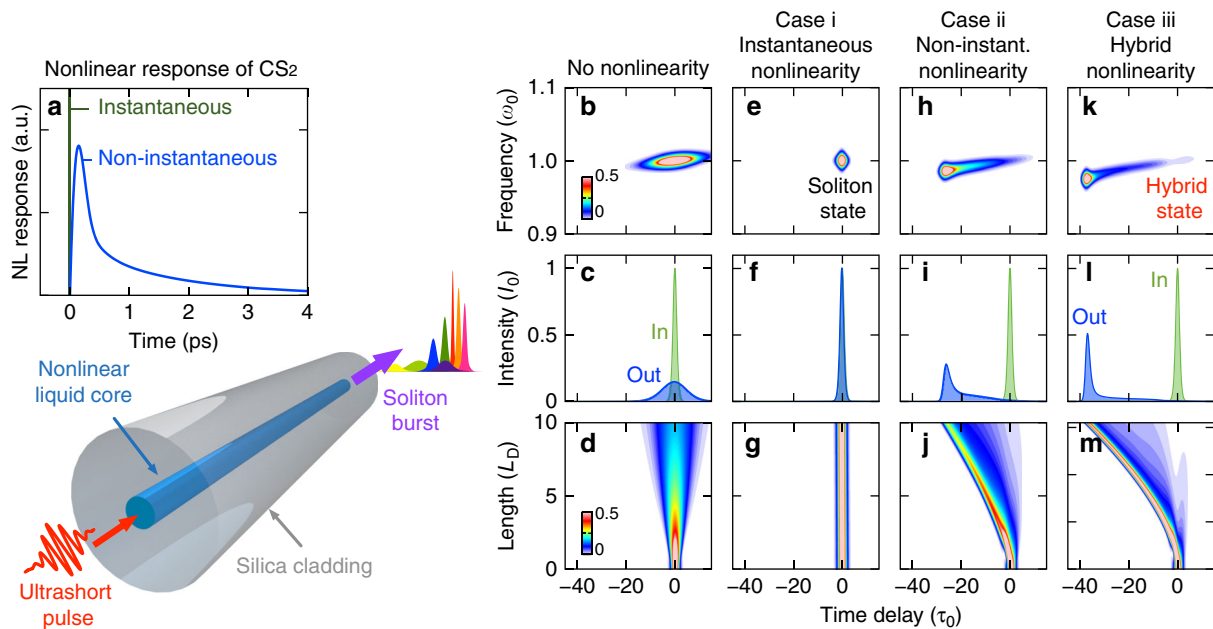 Nonlinear response of CS2
a
Instantaneous
Non-instantaneous
NL response (a.u.)
0 1 2 3 4
Time (ps)
Nonlinear
liquid core
Soliton
burst
Silica cladding
Ultrashort
pulse
No nonlinearity
Case i
Instantaneous
nonlinearity
Case ii
Non-instant.
nonlinearity
Case iii
Hybrid
nonlinearity
Frequency (ω0)
1.1
1.0
0.9
b
0.5
0
e
Soliton
state
h
k
Hybrid
state
Intensity (I0)
1
0.5
0
c
In
Out
f
i
l
In
Out
Length (LD)
10
5
0
d
0.5
0
g
j
m
−40 −20 0
−40 −20 0
−40 −20 0
−40 −20 0
Time delay (τ0)